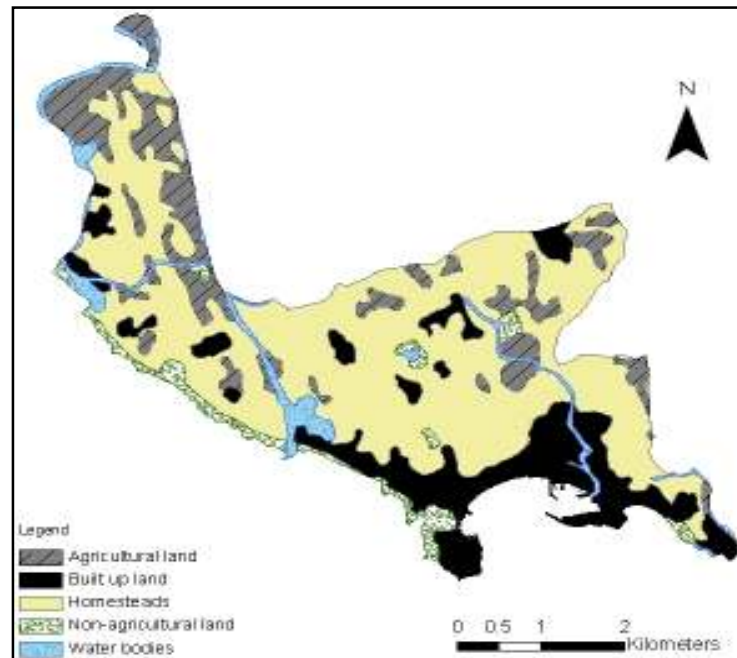 N
Legend
Agricultural land
Built up land
Homesteads
Non-agricultural land
Water bodies
0 0.5 1 2
Kilometers